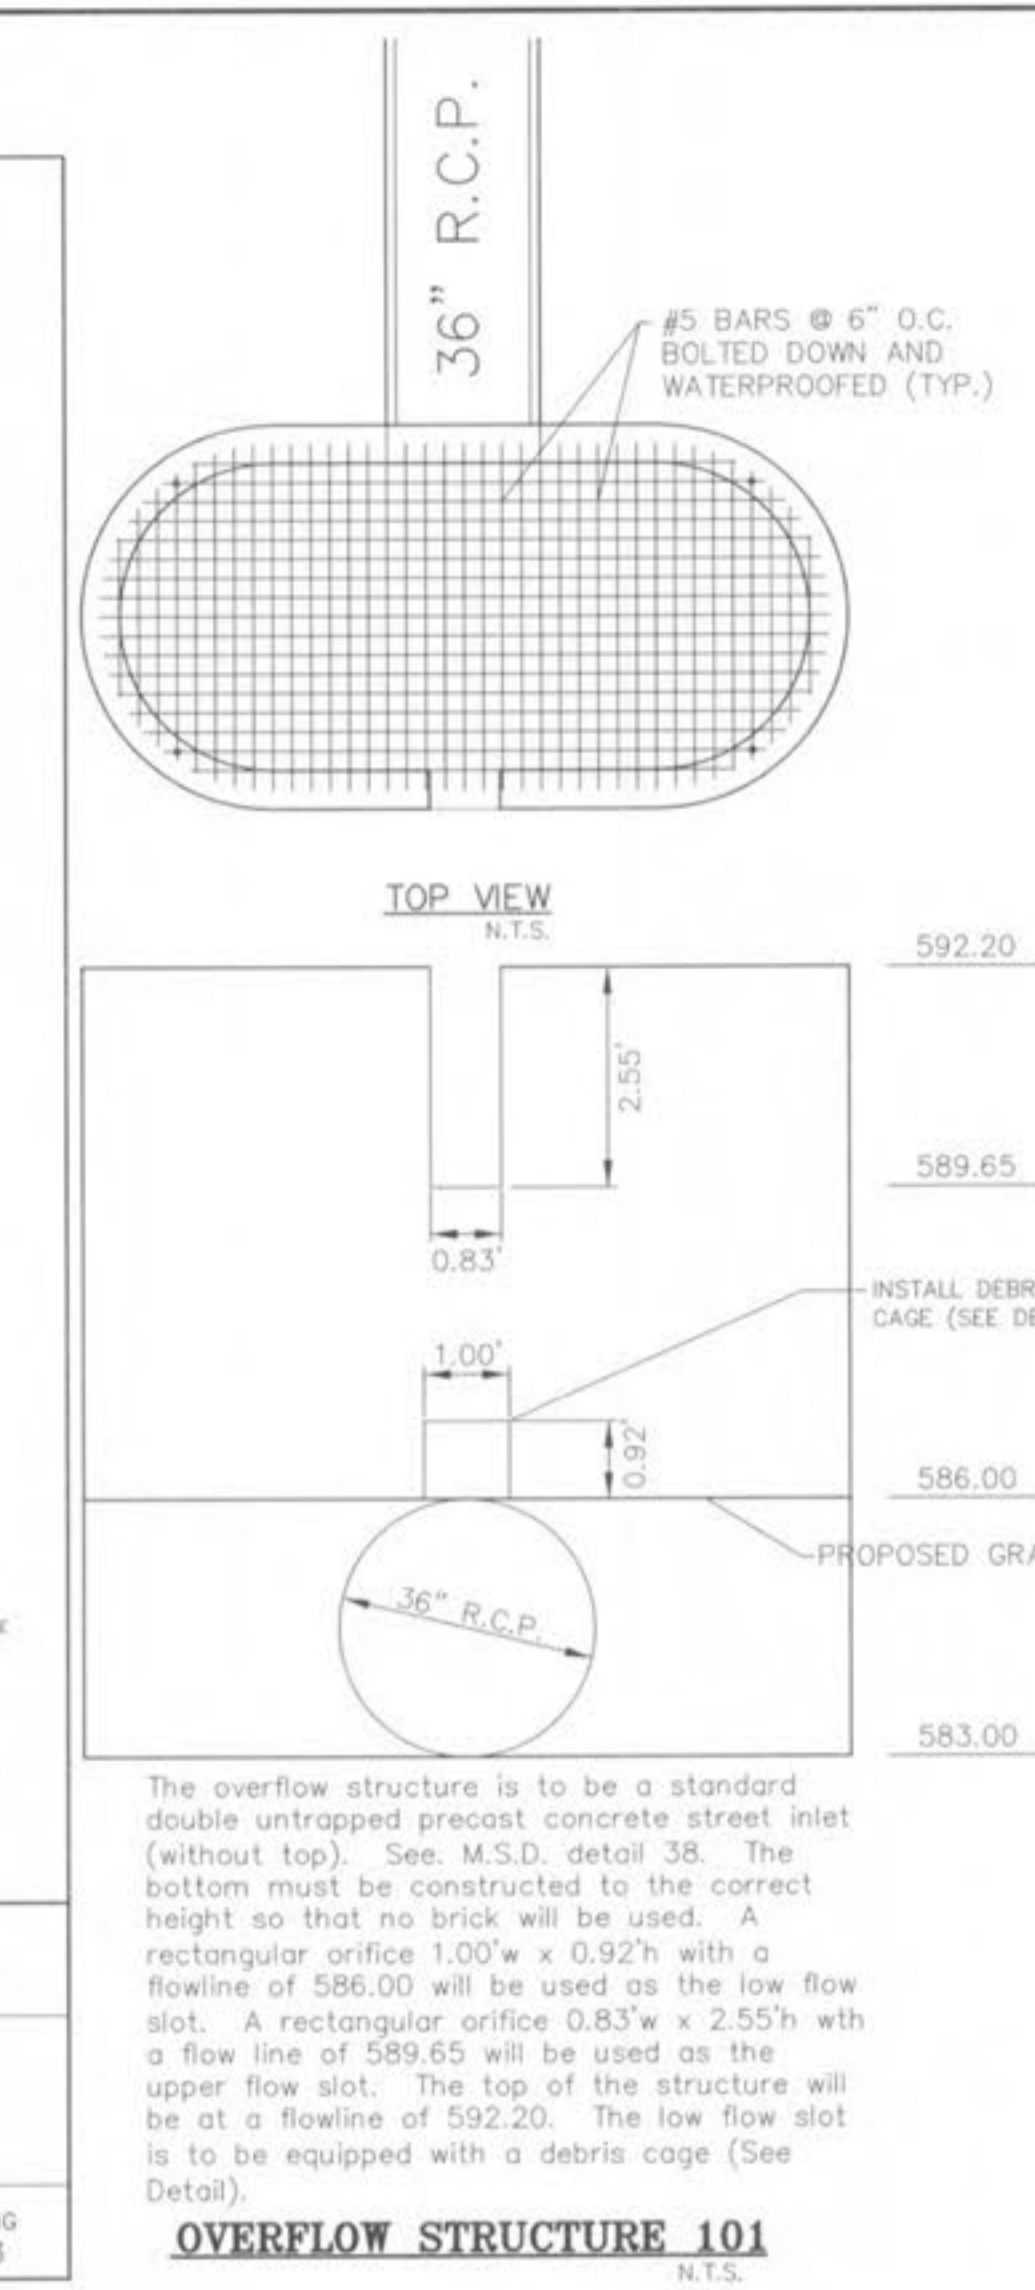 36" R.C.P.
#5 BARS @ 6" O.C.
BOLTED DOWN AND
WATERPROOFED (TYP.)
TOP VIEW
N.T.S.
592.20
2.55'
589.65
0.83'
INSTALL DEBR
CAGE (SEE DE
1.00'
0.92'
586.00
PROPOSED GRA
36" R.C.P.
583.00
The overflow structure is to be a standard
double untrapped precast concrete street inlet
(without top). See. M.S.D. detail 38. The
bottom must be constructed to the correct
height so that no brick will be used. A
rectangular orifice 1.00'w x 0.92'h with a
flowline of 586.00 will be used as the low flow
slot. A rectangular orifice 0.83'w x 2.55'h wth
a flow line of 589.65 will be used as the
upper flow slot. The top of the structure will
be at a flowline of 592.20. The low flow slot
is to be equipped with a debris cage (See
Detail).
OVERFLOW STRUCTURE 101
N.T.S.